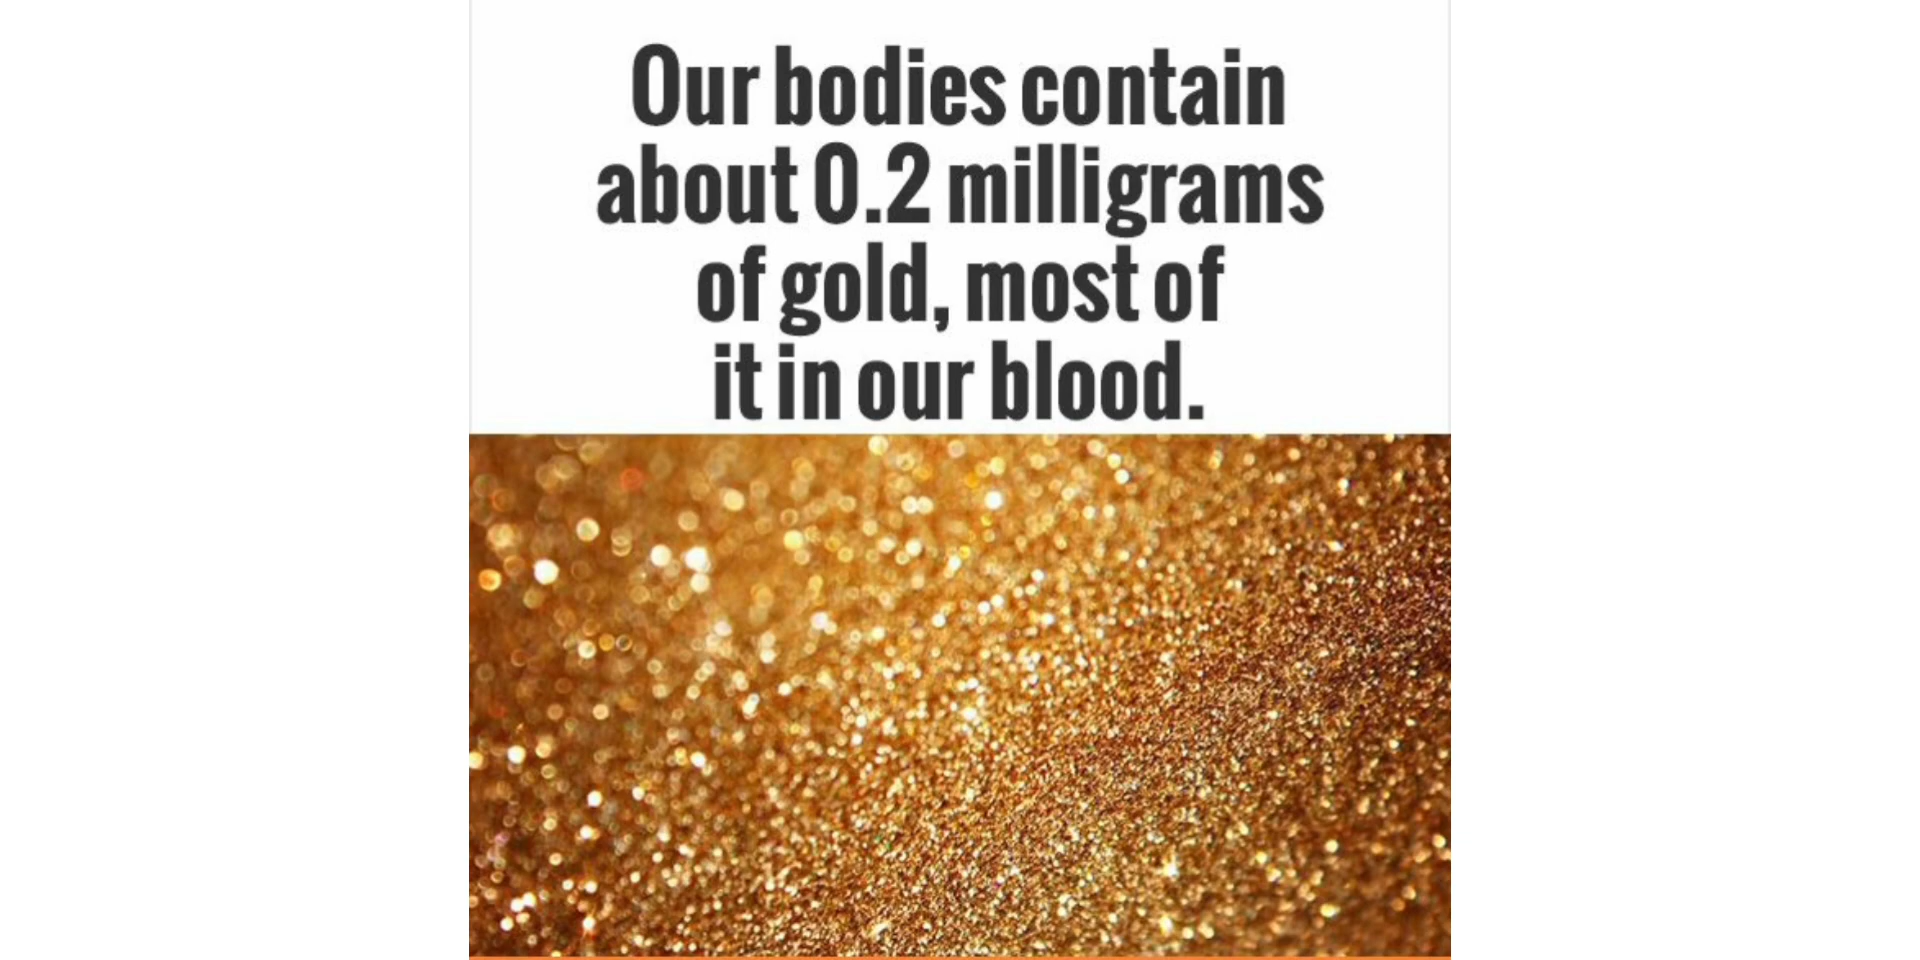 Our bodies contain
about 0.2 milligrams
of gold, most of
it in our blood.